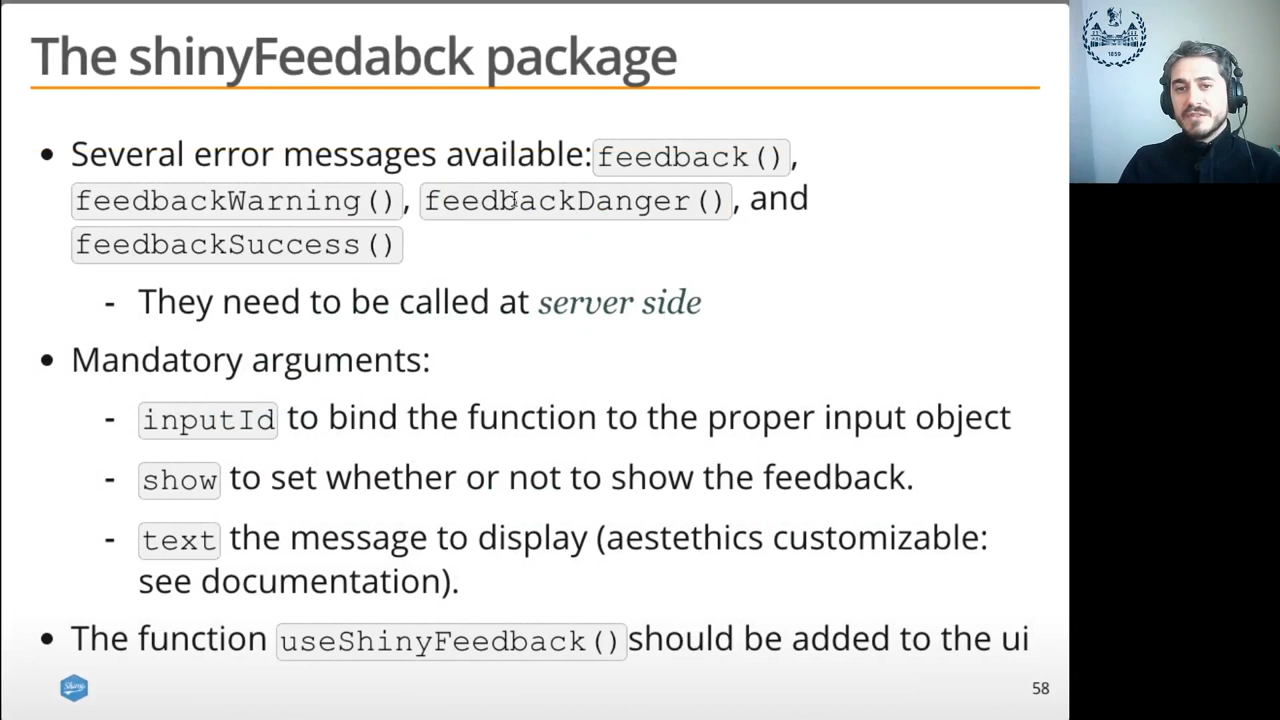 The shinyFeedabck package
• Several error messages available: feedback(),
feedbackWarning(), feedbackDanger(), and
feedbackSuccess()
- They need to be called at server side
• Mandatory arguments:
- inputId to bind the function to the proper input object
- show to set whether or not to show the feedback.
- text the message to display (aestethics customizable:
see documentation).
• The function useShinyFeedback() should be added to the ui
Shiny
58
1859